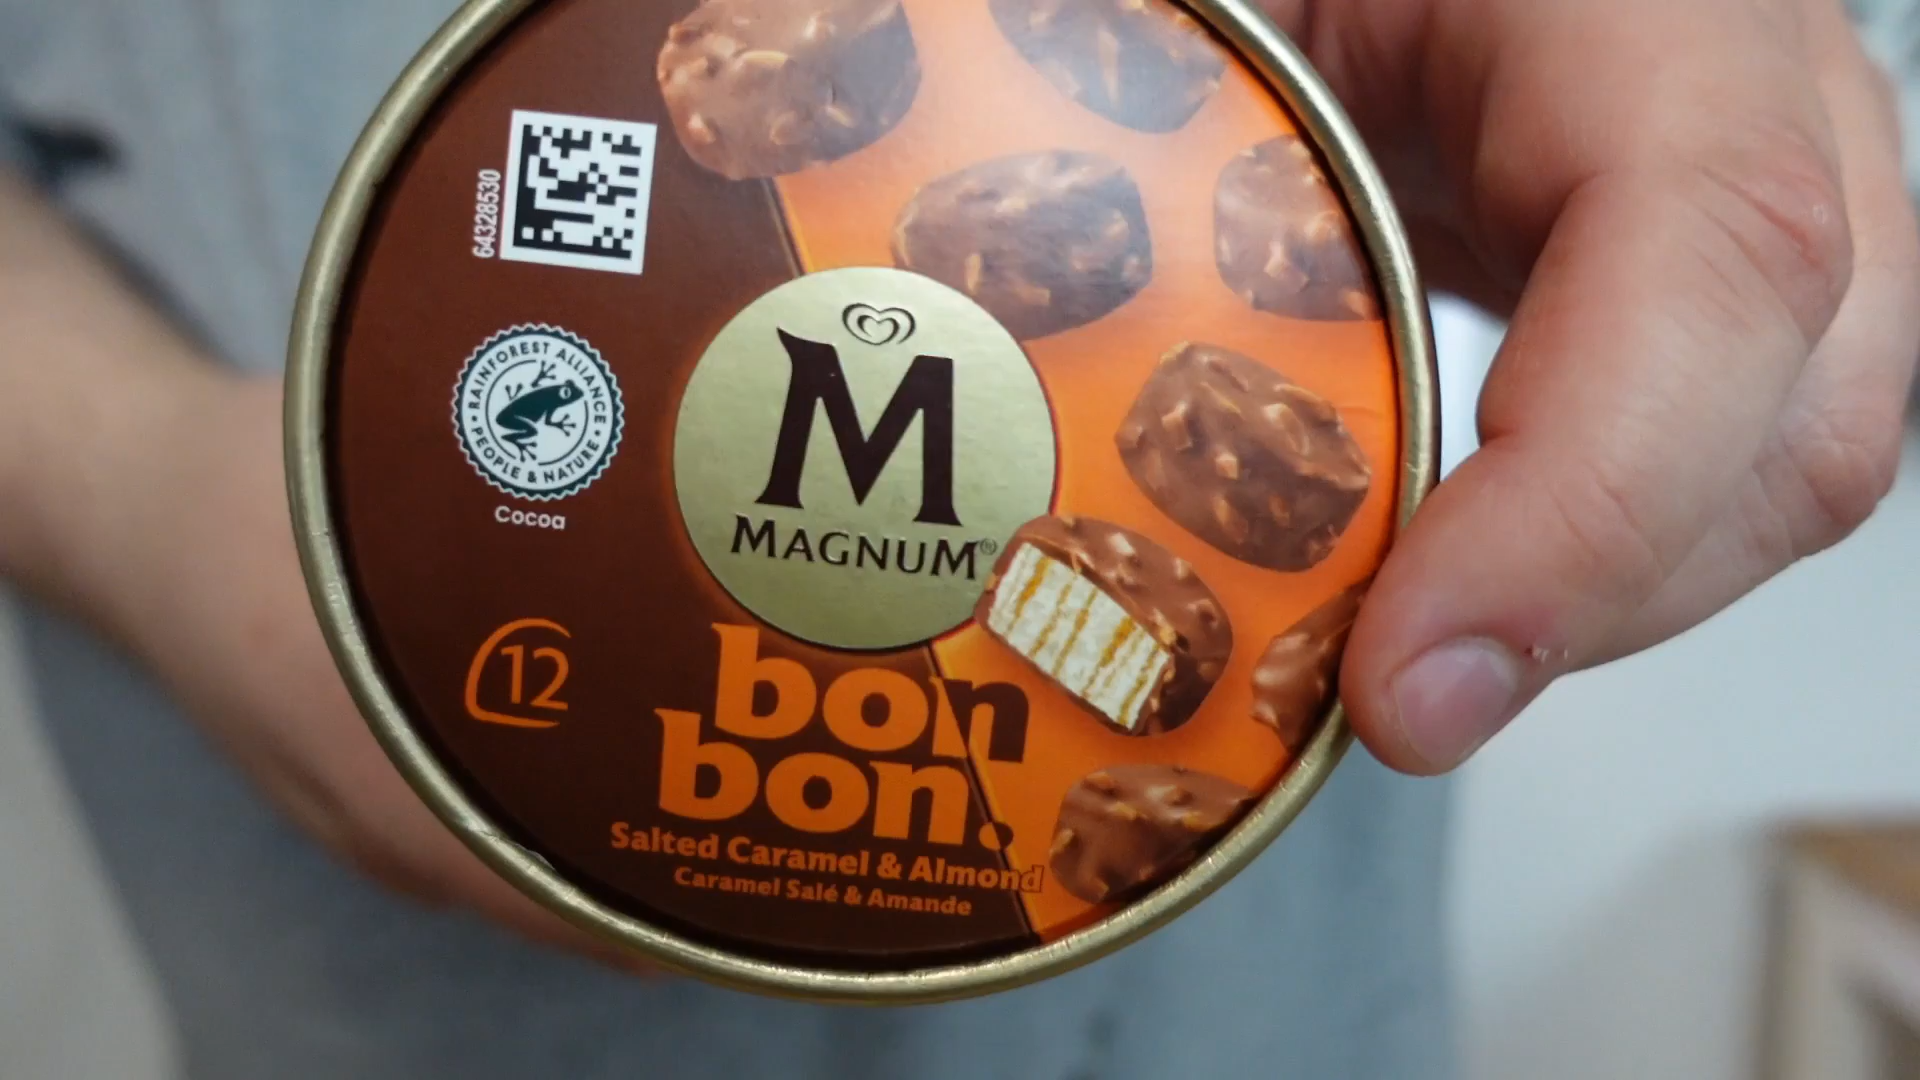 64328530
RAINFOREST ALLIANCE
• PEOPLE & NATURE •
Cocoa
M
MAGNUM®
12
bon
bon.
Salted Caramel & Almond
Caramel Salé & Amande